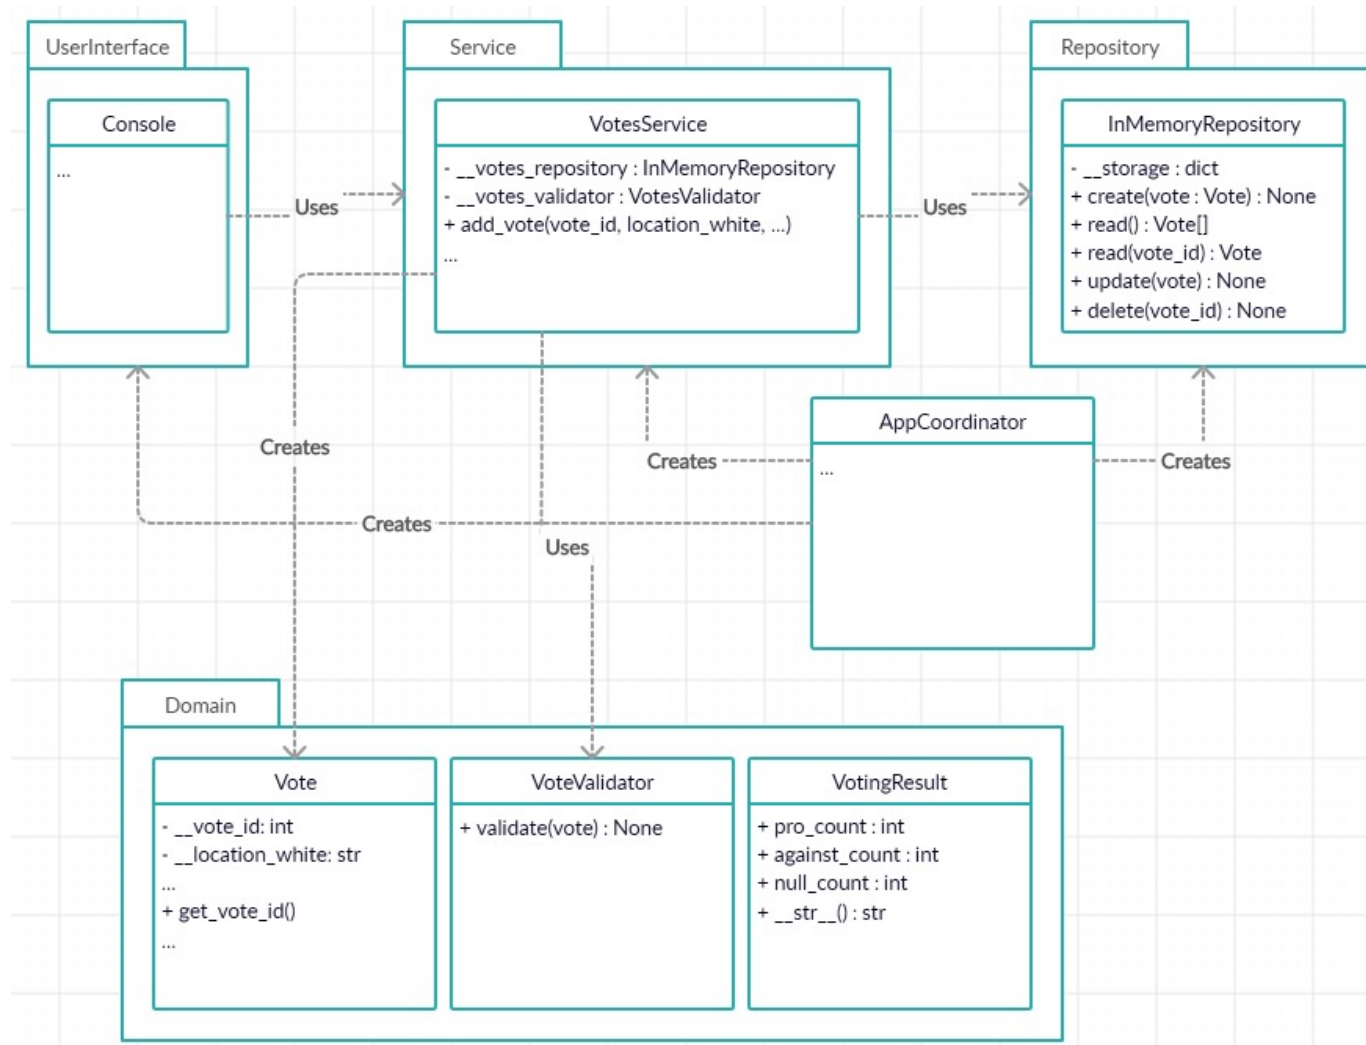 UserInterface
Console
...
Uses
Service
VotesService
- __votes_repository : InMemoryRepository
- __votes_validator : VotesValidator
+ add_vote(vote_id, location_white, ...)
...
Uses
Repository
InMemoryRepository
- __storage : dict
+ create(vote : Vote) : None
+ read() : Vote[]
+ read(vote_id) : Vote
+ update(vote) : None
+ delete(vote_id) : None
AppCoordinator
...
Creates
Creates
Creates
Creates
Uses
Domain
Vote
- __vote_id: int
- __location_white: str
...
+ get_vote_id()
...
VoteValidator
+ validate(vote) : None
VotingResult
+ pro_count : int
+ against_count : int
+ null_count : int
+ __str__() : str